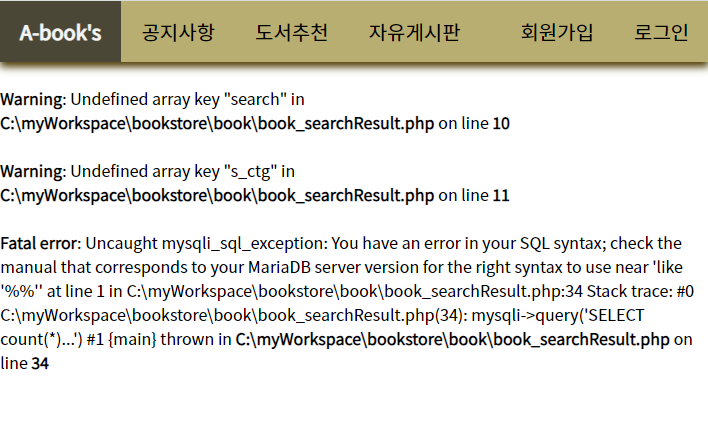 A-book's 공지사항 도서추천 자유게시판 회원가입 로그인
Warning: Undefined array key "search" in
C:\myWorkspace\bookstore\book\book_searchResult.php on line 10
Warning: Undefined array key "s_ctg" in
C:\myWorkspace\bookstore\book\book_searchResult.php on line 11
Fatal error: Uncaught mysqli_sql_exception: You have an error in your SQL syntax; check the
manual that corresponds to your MariaDB server version for the right syntax to use near 'like
'%%'' at line 1 in C:\myWorkspace\bookstore\book\book_searchResult.php:34 Stack trace: #0
C:\myWorkspace\bookstore\book\book_searchResult.php(34): mysqli->query('SELECT
count(*)...') #1 {main} thrown in C:\myWorkspace\bookstore\book\book_searchResult.php on
line 34